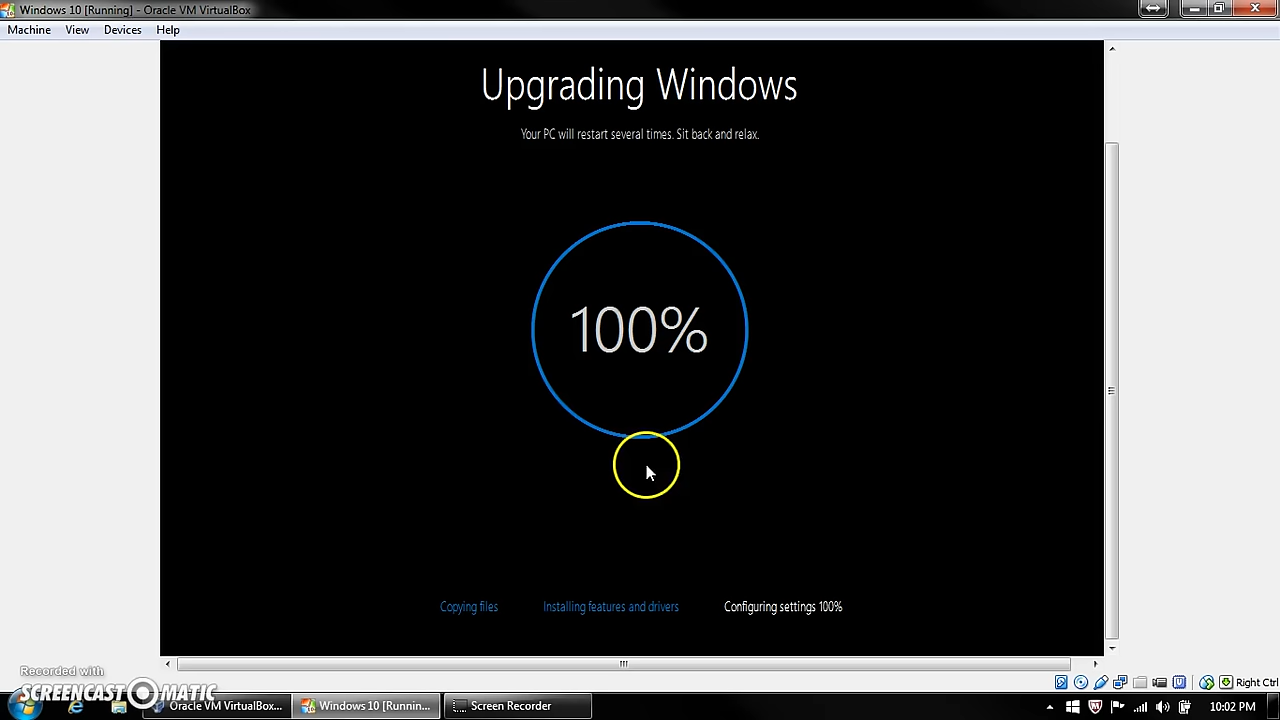 Windows 10 [Running] - Oracle VM VirtualBox
Machine View Devices Help
Upgrading Windows
Your PC will restart several times. Sit back and relax.
100%
Copying files Installing features and drivers Configuring settings 100%
Right Ctrl
Recorded with
SCREENCAST-O-MATIC
Oracle VM VirtualBo... Windows 10 [Runnin... Screen Recorder 10:02 PM